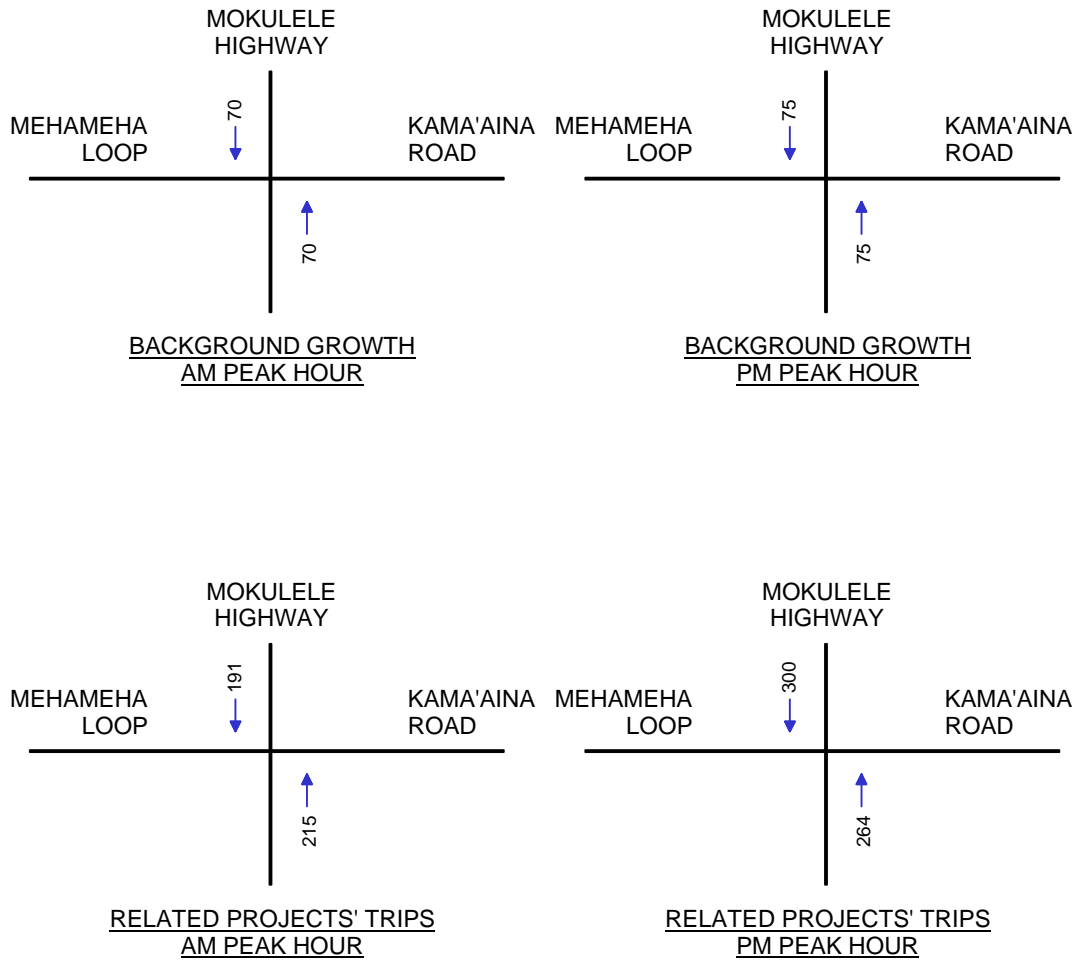 MOKULELE
HIGHWAY
70
MEHAMEHA
LOOP
KAMA'AINA
ROAD
70
BACKGROUND GROWTH
AM PEAK HOUR
MOKULELE
HIGHWAY
75
MEHAMEHA
LOOP
KAMA'AINA
ROAD
75
BACKGROUND GROWTH
PM PEAK HOUR
MOKULELE
HIGHWAY
191
MEHAMEHA
LOOP
KAMA'AINA
ROAD
215
RELATED PROJECTS' TRIPS
AM PEAK HOUR
MOKULELE
HIGHWAY
300
MEHAMEHA
LOOP
KAMA'AINA
ROAD
264
RELATED PROJECTS' TRIPS
PM PEAK HOUR